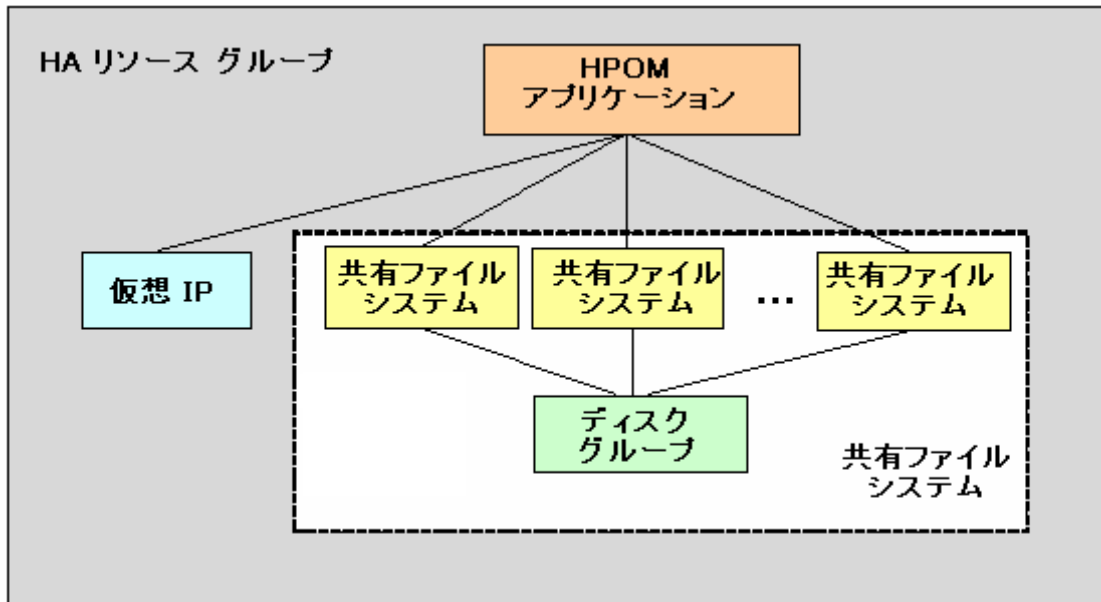 HA リソース グループ
HPOM
アプリケーション
仮想 IP
共有ファイル
システム
共有ファイル
システム
...
共有ファイル
システム
ディスク
グループ
共有ファイル
システム